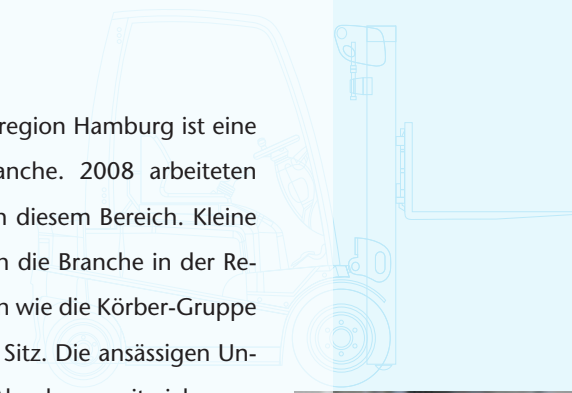 region Hamburg ist eine
anche. 2008 arbeiteten
diesem Bereich. Kleine
die Branche in der Re-
wie die Körber-Gruppe
Sitz. Die ansässigen Un-